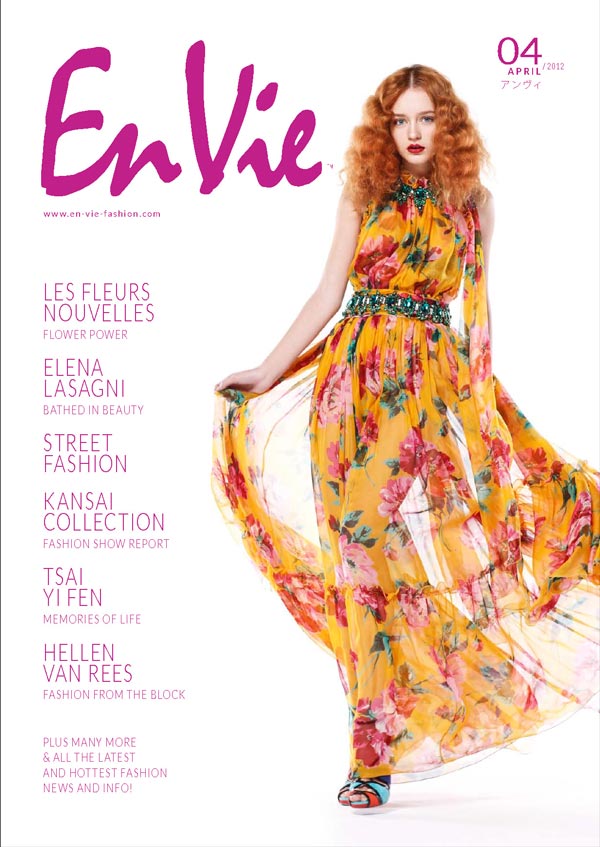 En Vie
™
www.en-vie-fashion.com
04
APRIL / 2012
アンヴィ
LES FLEURS
NOUVELLES
FLOWER POWER
ELENA
LASAGNI
BATHED IN BEAUTY
STREET
FASHION
KANSAI
COLLECTION
FASHION SHOW REPORT
TSAI
YI FEN
MEMORIES OF LIFE
HELLEN
VAN REES
FASHION FROM THE BLOCK
PLUS MANY MORE
& ALL THE LATEST
AND HOTTEST FASHION
NEWS AND INFO!